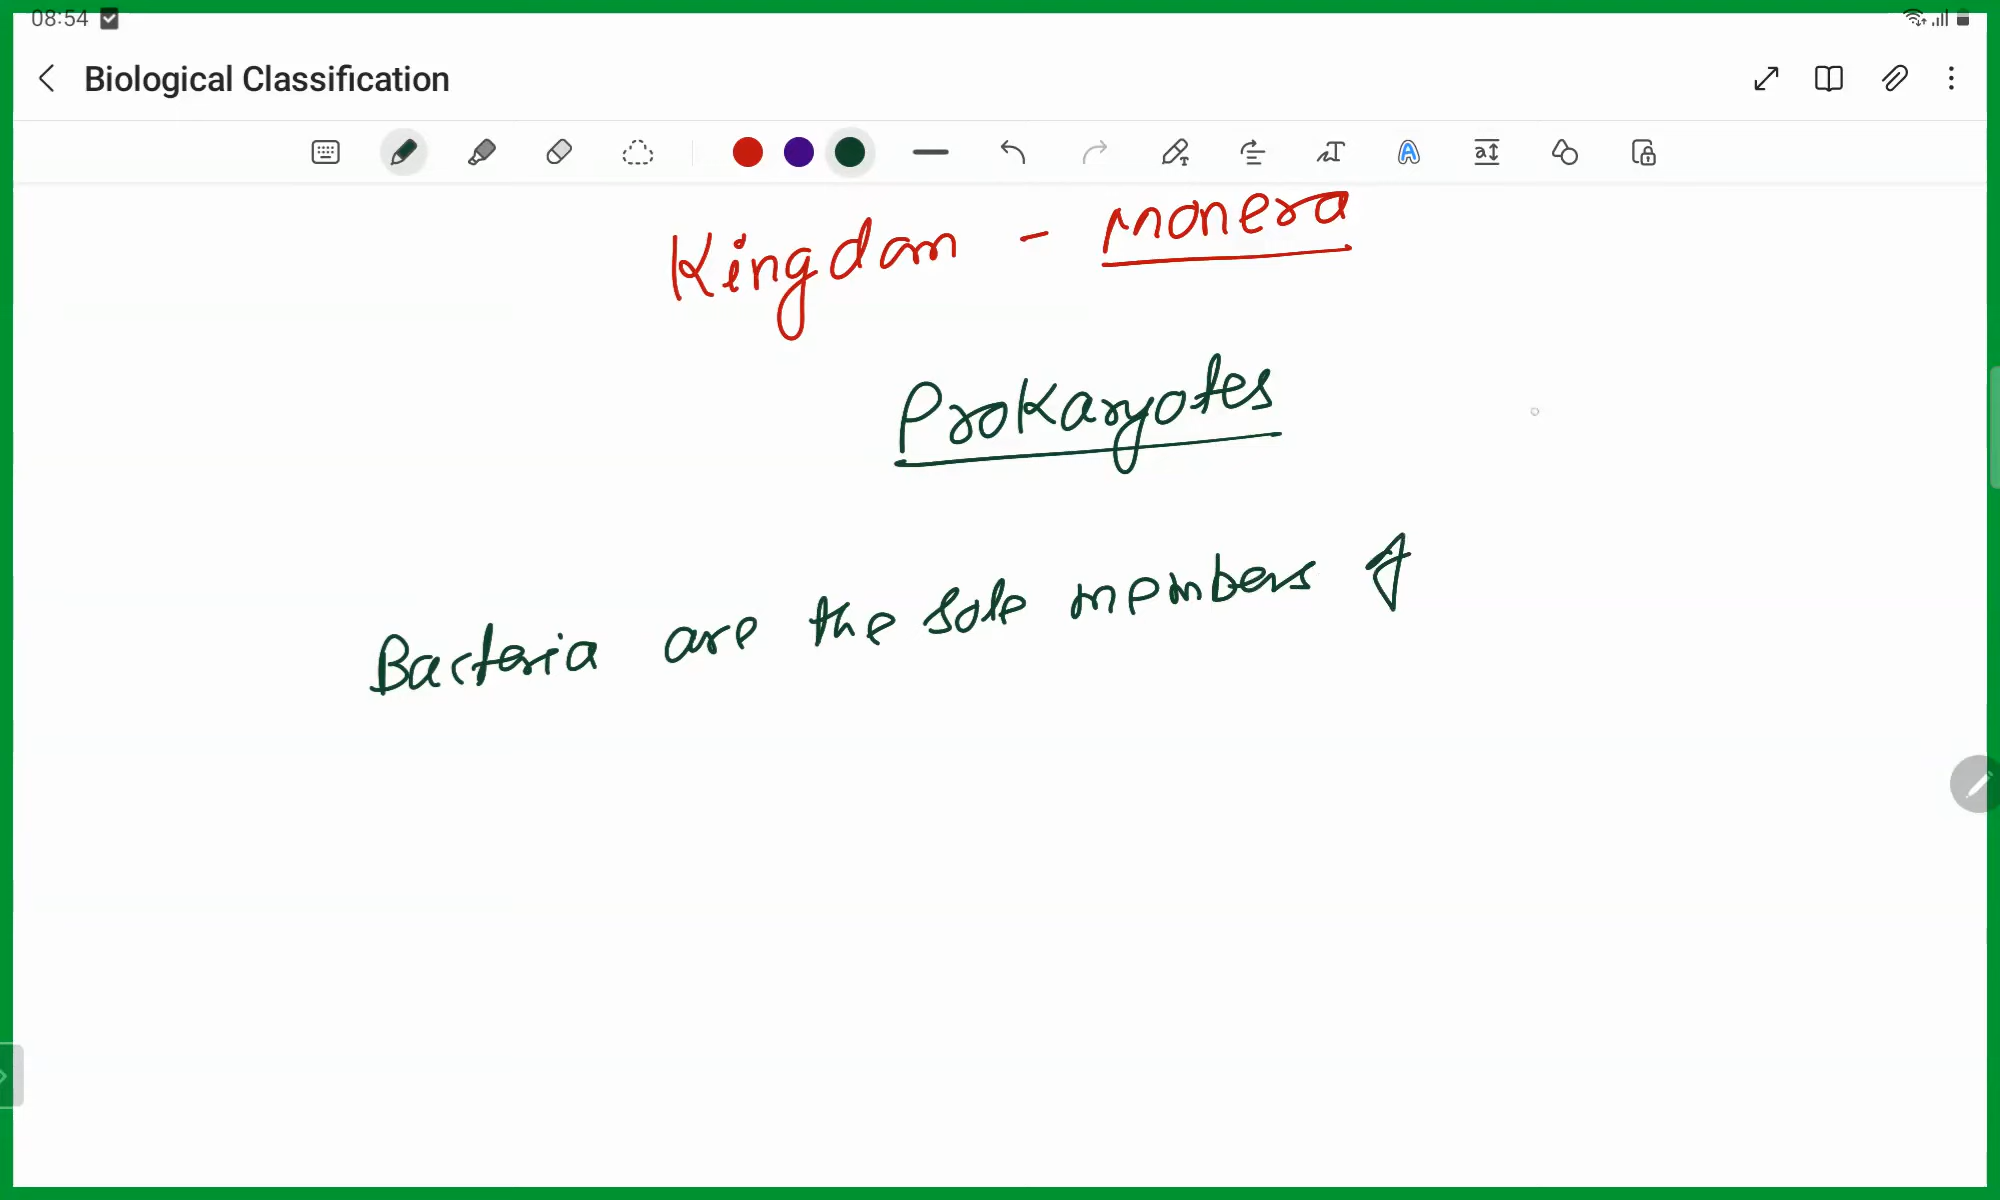 08:54
Biological Classification
Kingdom - Monera
Prokaryotes
Bacteria are the sole members of